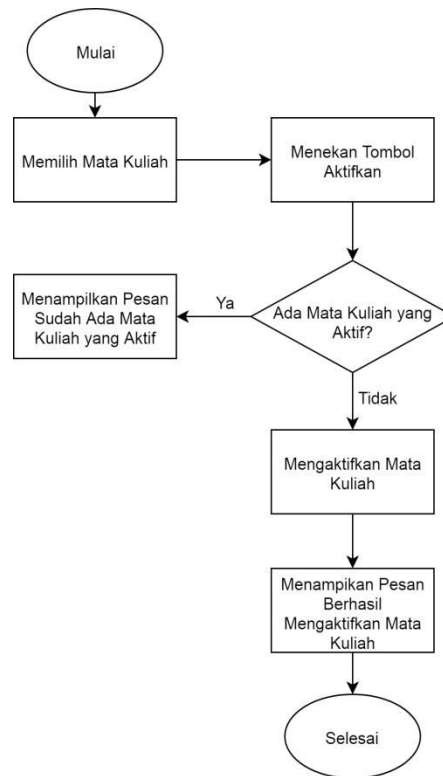 Mulai
Memilih Mata Kuliah
Menekan Tombol
Aktifkan
Ada Mata Kuliah yang
Aktif?
Ya
Menampilkan Pesan
Sudah Ada Mata
Kuliah yang Aktif
Tidak
Mengaktifkan Mata
Kuliah
Menampikan Pesan
Berhasil
Mengaktifkan Mata
Kuliah
Selesai